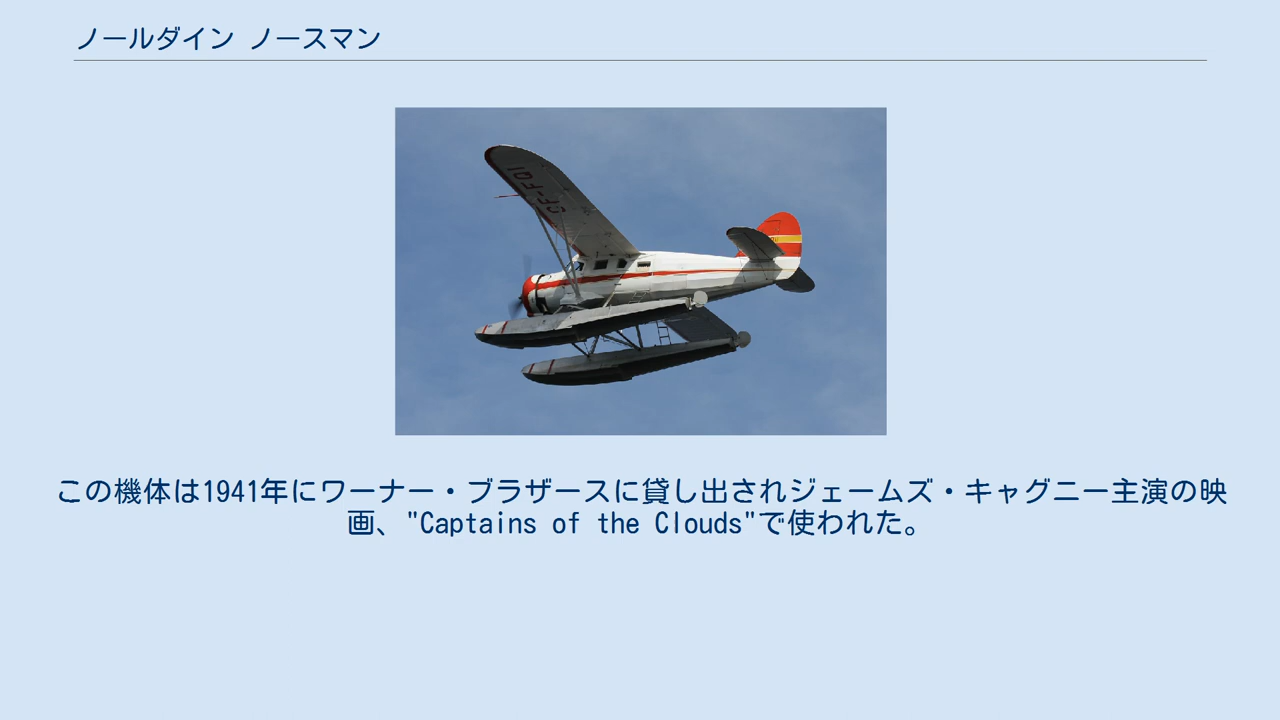 ノールダイン ノースマン
CF-FQI
この機体は1941年にワーナー・ブラザースに貸し出されジェームズ・キャグニー主演の映
画、"Captains of the Clouds"で使われた。